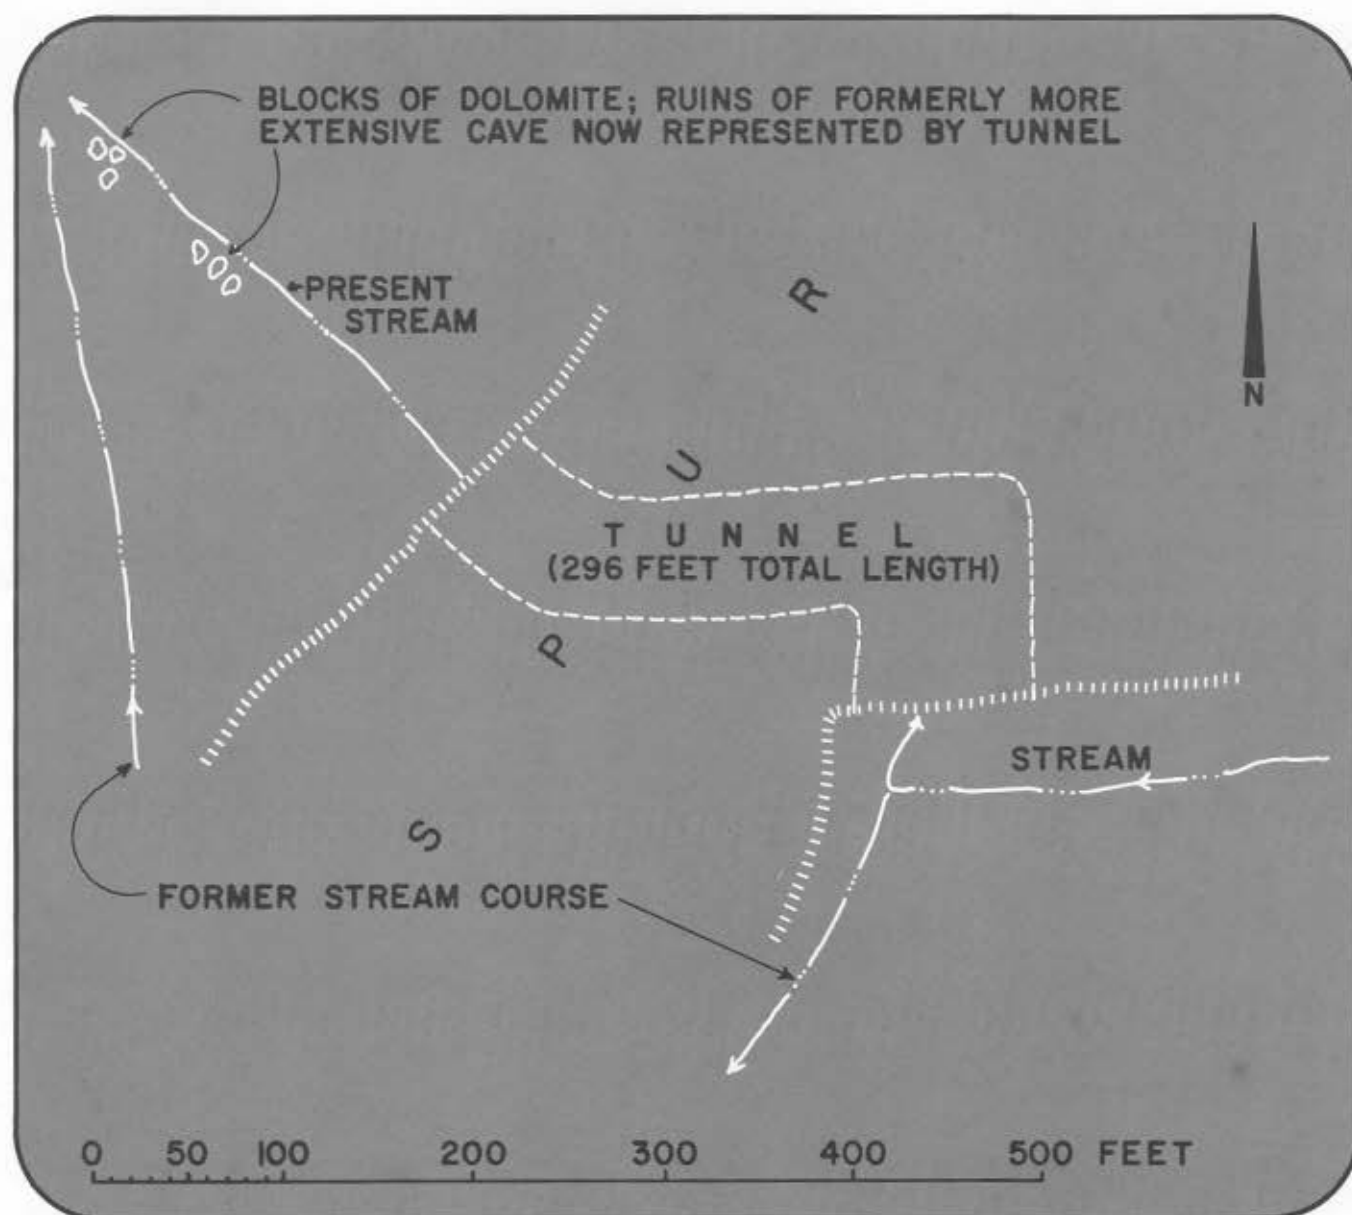 BLOCKS OF DOLOMITE; RUINS OF FORMERLY MORE
EXTENSIVE CAVE NOW REPRESENTED BY TUNNEL
PRESENT
STREAM
N
S P U R
T U N N E L
(296 FEET TOTAL LENGTH)
STREAM
FORMER STREAM COURSE
0 50 100 200 300 400 500 FEET